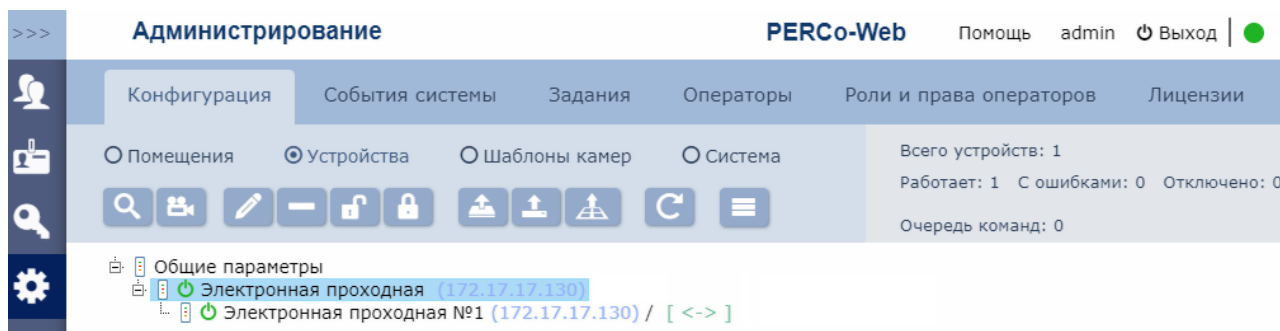 >>> Администрирование PERCo-Web Помощь admin Выход
Конфигурация События системы Задания Операторы Роли и права операторов Лицензии
Помещения Устройства Шаблоны камер Система
Всего устройств: 1
Работает: 1 С ошибками: 0 Отключено: 0
Очередь команд: 0
Общие параметры
Электронная проходная (172.17.17.130)
Электронная проходная №1 (172.17.17.130) / [ <-> ]